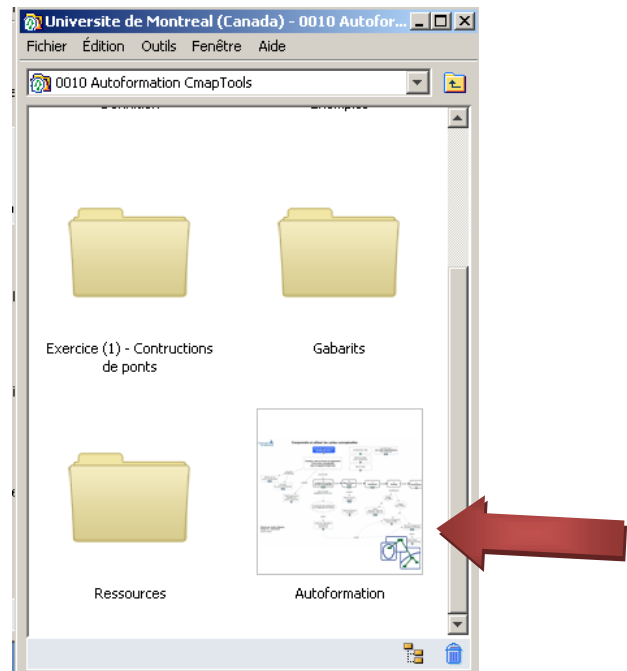 Universite de Montreal (Canada) - 0010 Autofor...
Fichier Édition Outils Fenêtre Aide
0010 Autoformation CmapTools
Exercice (1) - Contructions
de ponts
Gabarits
Ressources
Autoformation